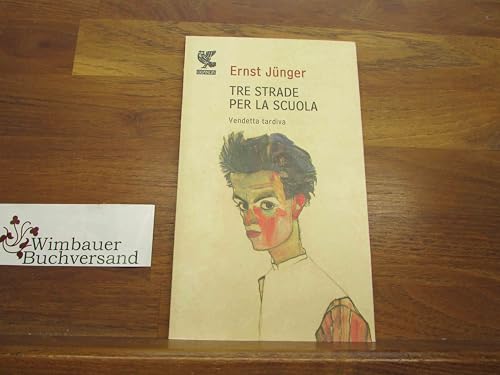 Ernst Jünger
TRE STRADE
PER LA SCUOLA
Vendetta tardiva
Wimbauer
Buchversand